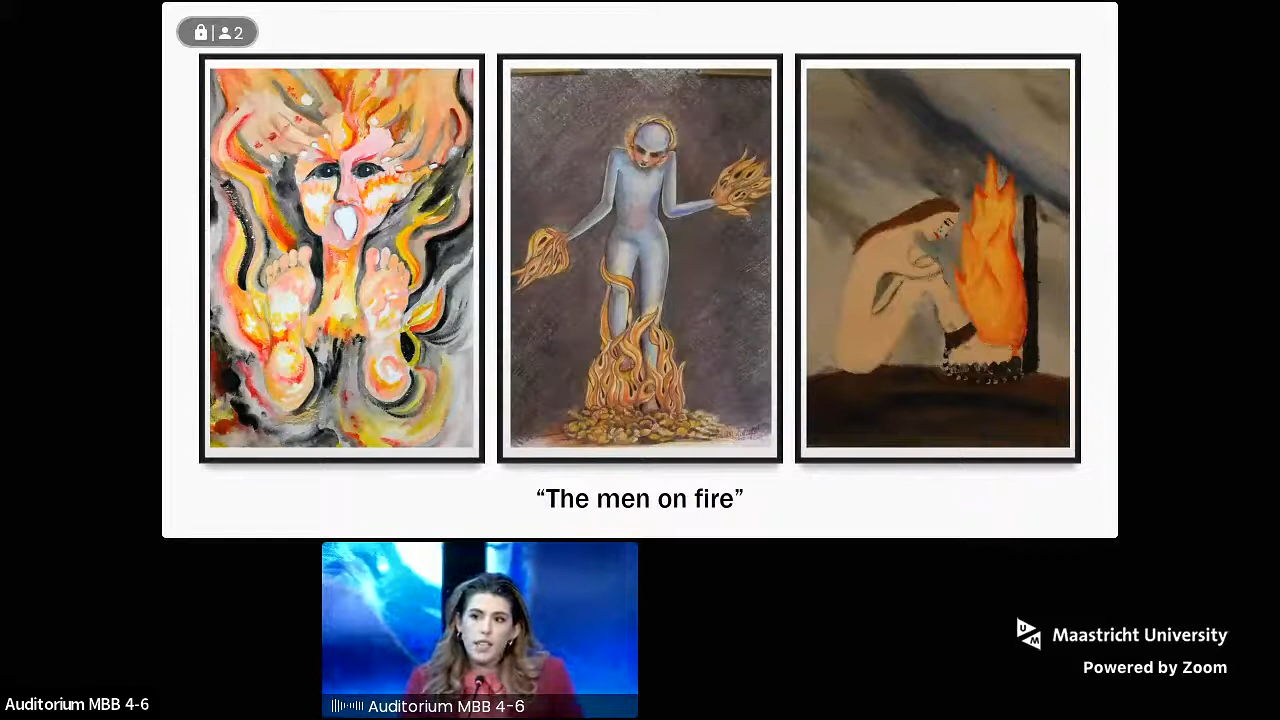 2
"The men on fire"
U
M
Maastricht University
Powered by Zoom
Auditorium MBB 4-6
Auditorium MBB 4-6